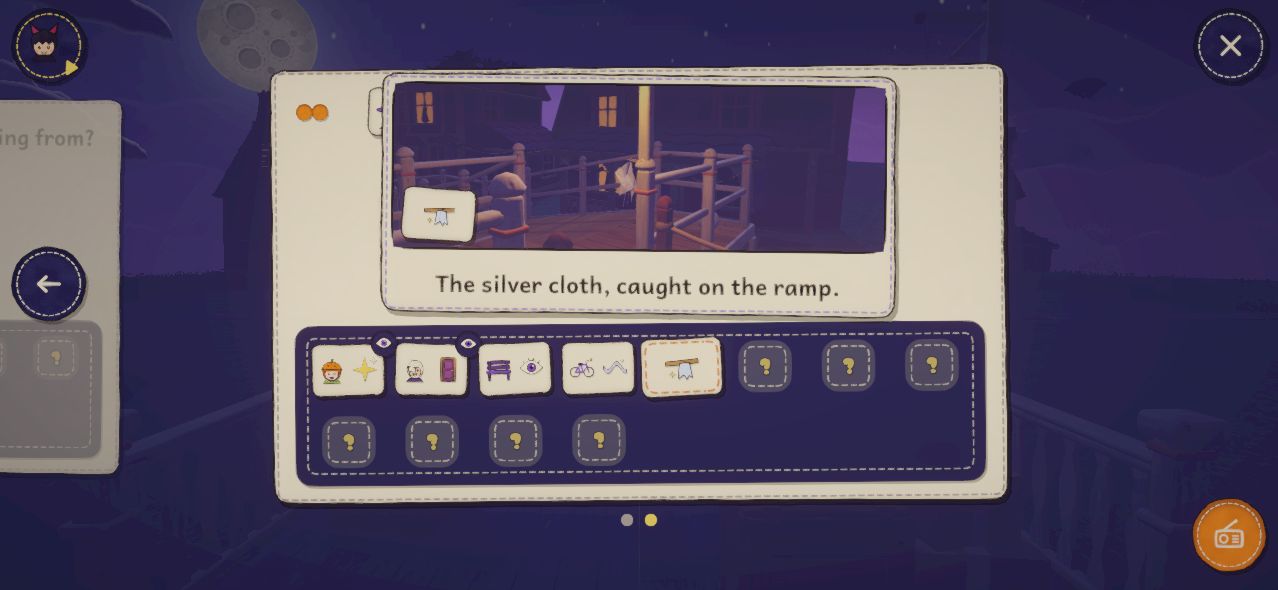 ing from?
The silver cloth, caught on the ramp.
? ? ? ?
? ? ? ?